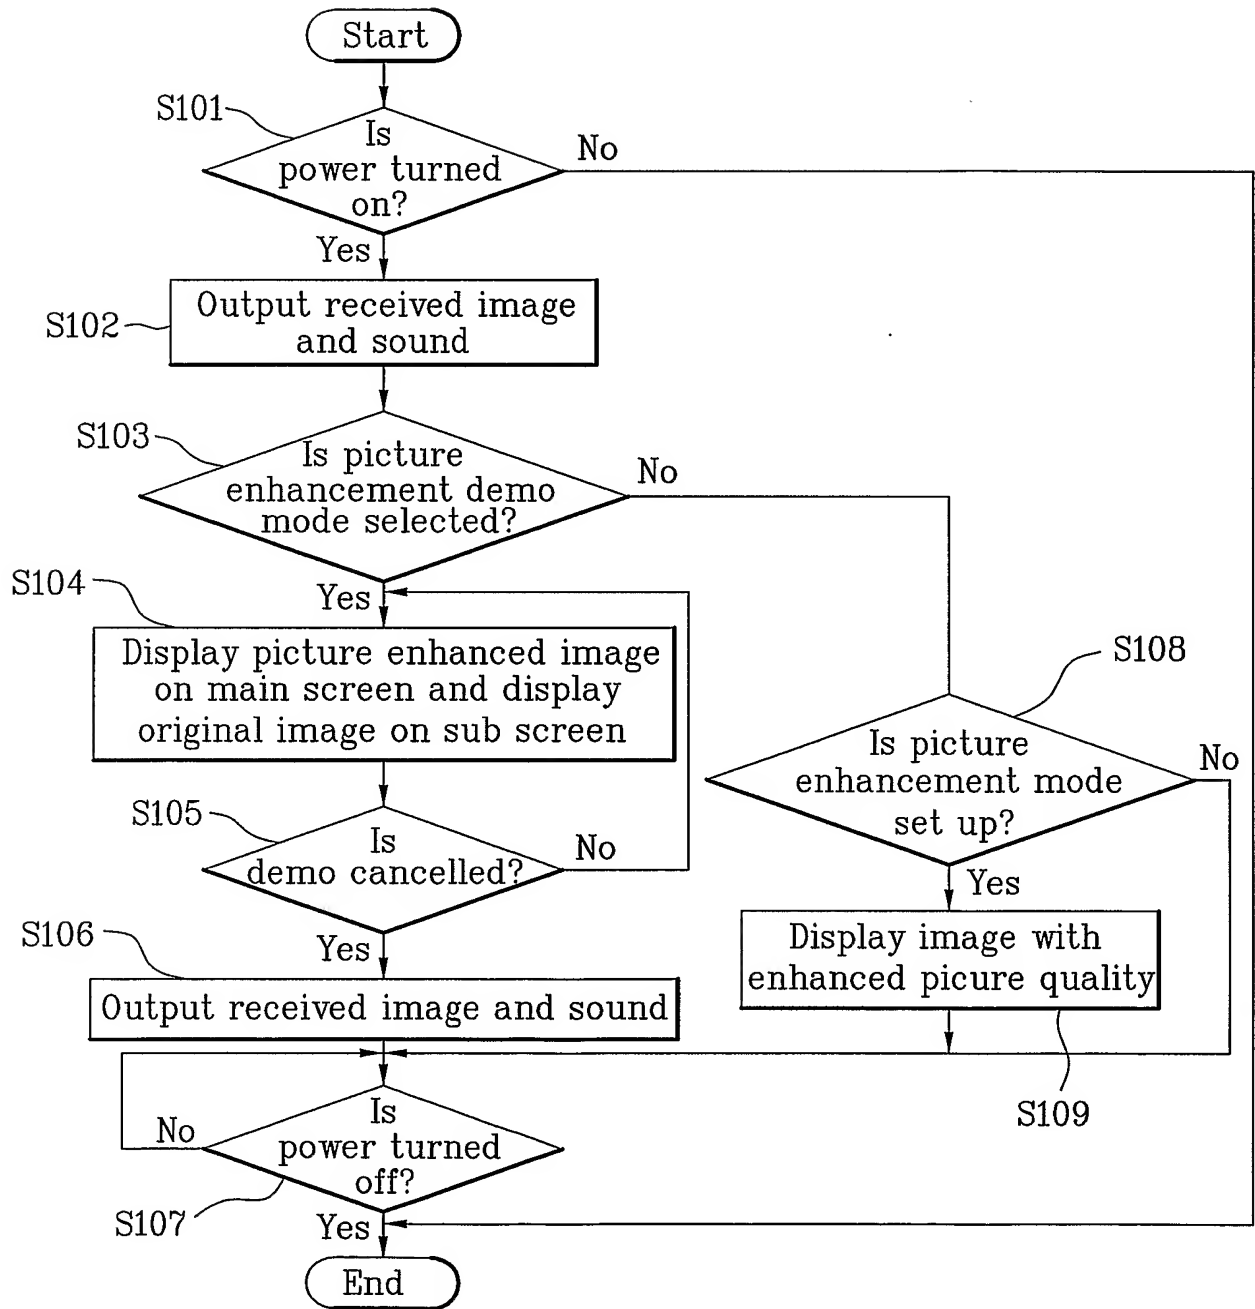 Start
S101
Is
power turned
on?
No
Yes
S102
Output received image
and sound
S103
Is picture
enhancement demo
mode selected?
No
S104
Yes
Display picture enhanced image
on main screen and display
original image on sub screen
S108
Is picture
enhancement mode
set up?
No
S105
Is
demo cancelled?
No
Yes
Yes
S106
Output received image and sound
Display image with
enhanced picure quality
S109
Is
power turned
off?
No
S107
Yes
End